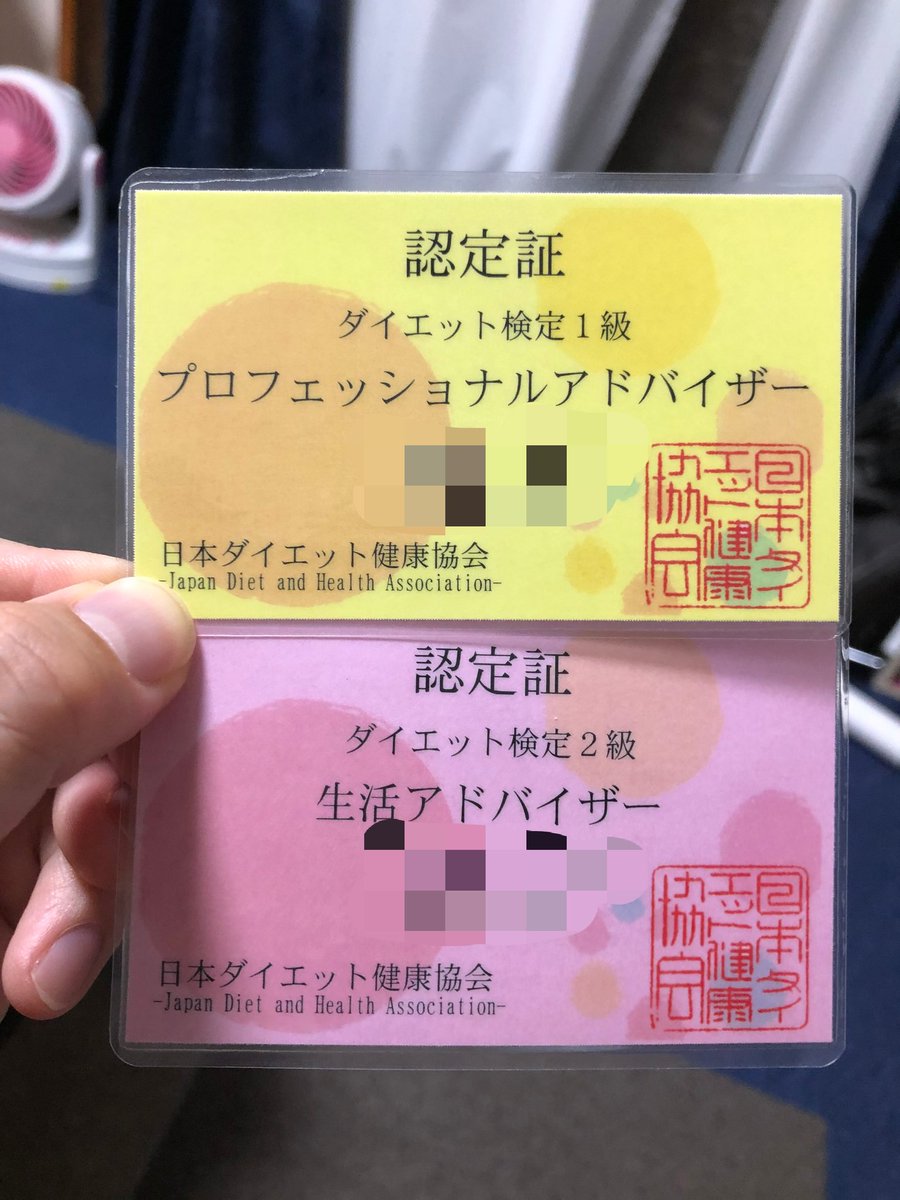 認定証
ダイエット検定１級
プロフェッショナルアドバイザー
日本ダイエット健康協会
-Japan Diet and Health Association-
認定証
ダイエット検定２級
生活アドバイザー
日本ダイエット健康協会
-Japan Diet and Health Association-